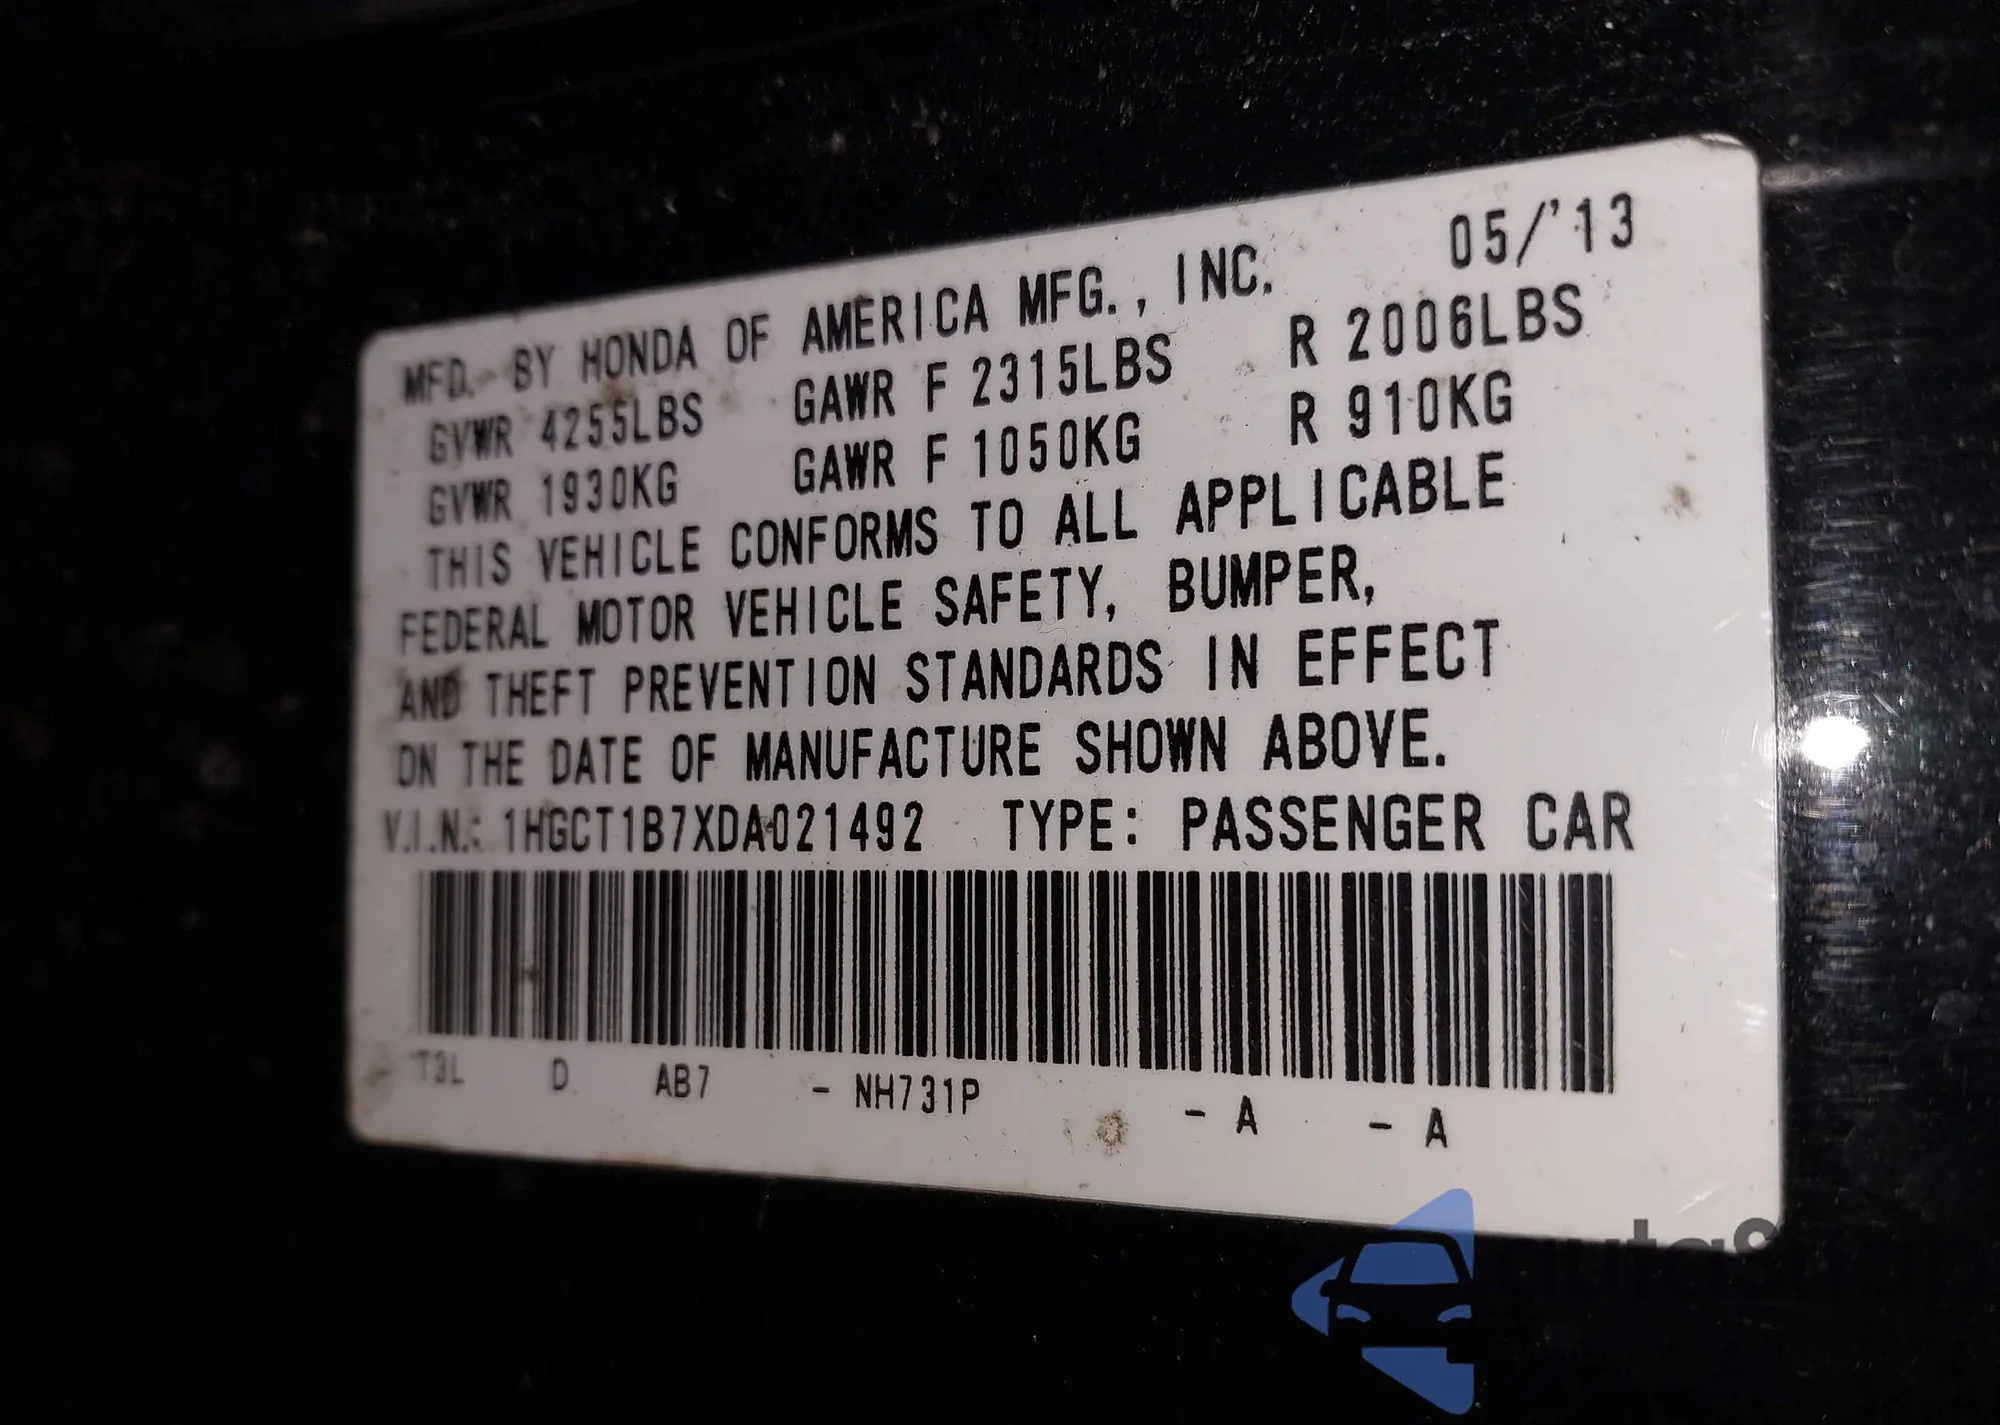 MFD. BY HONDA OF AMERICA MFG., INC. 05/'13
GVWR 4255LBS GAWR F 2315LBS R 2006LBS
GVWR 1930KG GAWR F 1050KG R 910KG
THIS VEHICLE CONFORMS TO ALL APPLICABLE
FEDERAL MOTOR VEHICLE SAFETY, BUMPER,
AND THEFT PREVENTION STANDARDS IN EFFECT
ON THE DATE OF MANUFACTURE SHOWN ABOVE.
V.I.N.: 1HGCT1B7XDA021492 TYPE: PASSENGER CAR
T3L D AB7 - NH731P - A - A